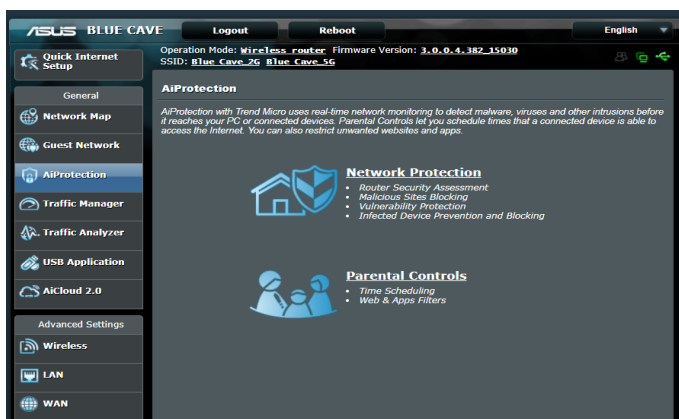 ASUS BLUE CAVE Logout Reboot English
Quick Internet Setup
Operation Mode: Wireless router Firmware Version: 3.0.0.4.382_15030
SSID: Blue Cave_2G Blue Cave_5G
General
Network Map
Guest Network
AiProtection
Traffic Manager
Traffic Analyzer
USB Application
AiCloud 2.0
Advanced Settings
Wireless
LAN
WAN
AiProtection
AiProtection with Trend Micro uses real-time network monitoring to detect malware, viruses and other intrusions before
it reaches your PC or connected devices. Parental Controls let you schedule times that a connected device is able to
access the Internet. You can also restrict unwanted websites and apps.
Network Protection
• Router Security Assessment
• Malicious Sites Blocking
• Vulnerability Protection
• Infected Device Prevention and Blocking
Parental Controls
• Time Scheduling
• Web & Apps Filters